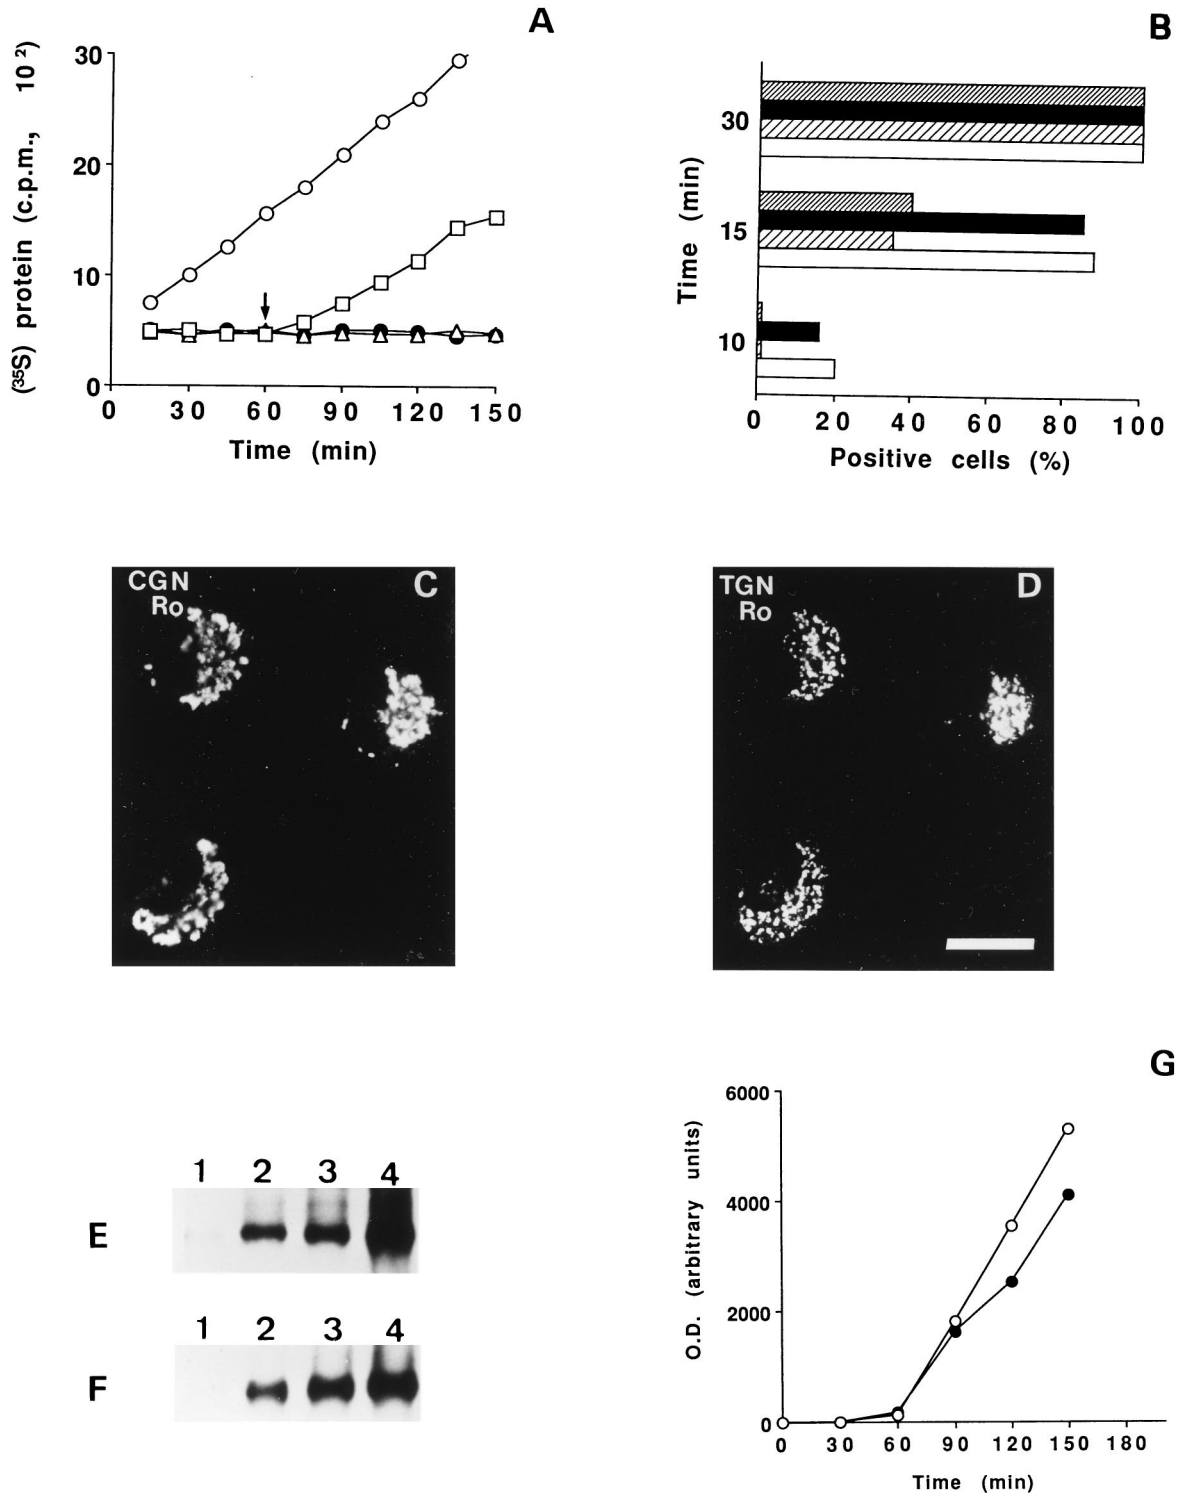 A
(35S) protein (c.p.m., 10 2)
30
20
10
0
0 30 60 90 120 150
Time (min)
B
Time (min)
30
15
10
0 20 40 60 80 100
Positive cells (%)
CGN
Ro
C
TGN
Ro
D
1 2 3 4
E
1 2 3 4
F
G
O.D. (arbitrary units)
6000
4000
2000
0
0 30 60 90 120 150 180
Time (min)